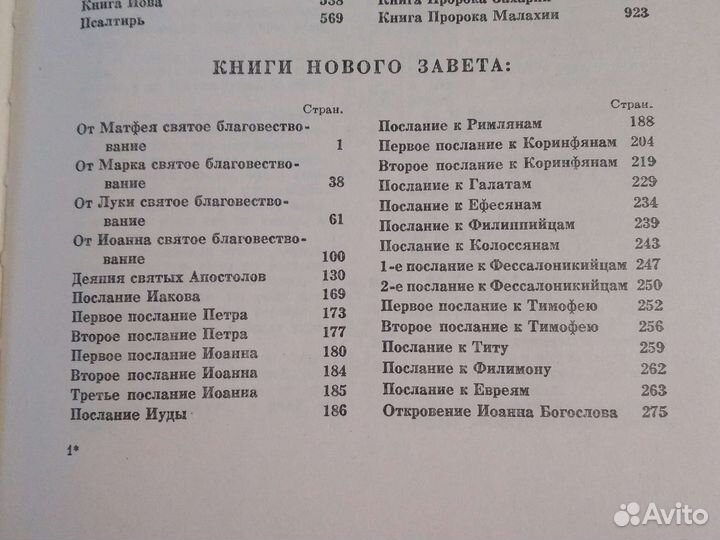 Книга Иова 538
Псалтирь 569
Книга Пророка Захарии
Книга Пророка Малахии 923
КНИГИ НОВОГО ЗАВЕТА:
Стран.
От Матфея святое благовество-
вание 1
От Марка святое благовество-
вание 38
От Луки святое благовество-
вание 61
От Иоанна святое благовество-
вание 100
Деяния святых Апостолов 130
Послание Иакова 169
Первое послание Петра 173
Второе послание Петра 177
Первое послание Иоанна 180
Второе послание Иоанна 184
Третье послание Иоанна 185
Послание Иуды 186
1*
Стран.
Послание к Римлянам 188
Первое послание к Коринфянам 204
Второе послание к Коринфянам 219
Послание к Галатам 229
Послание к Ефесянам 234
Послание к Филиппийцам 239
Послание к Колоссянам 243
1-е послание к Фессалоникийцам 247
2-е послание к Фессалоникийцам 250
Первое послание к Тимофею 252
Второе послание к Тимофею 256
Послание к Титу 259
Послание к Филимону 262
Послание к Евреям 263
Откровение Иоанна Богослова 275
Avito